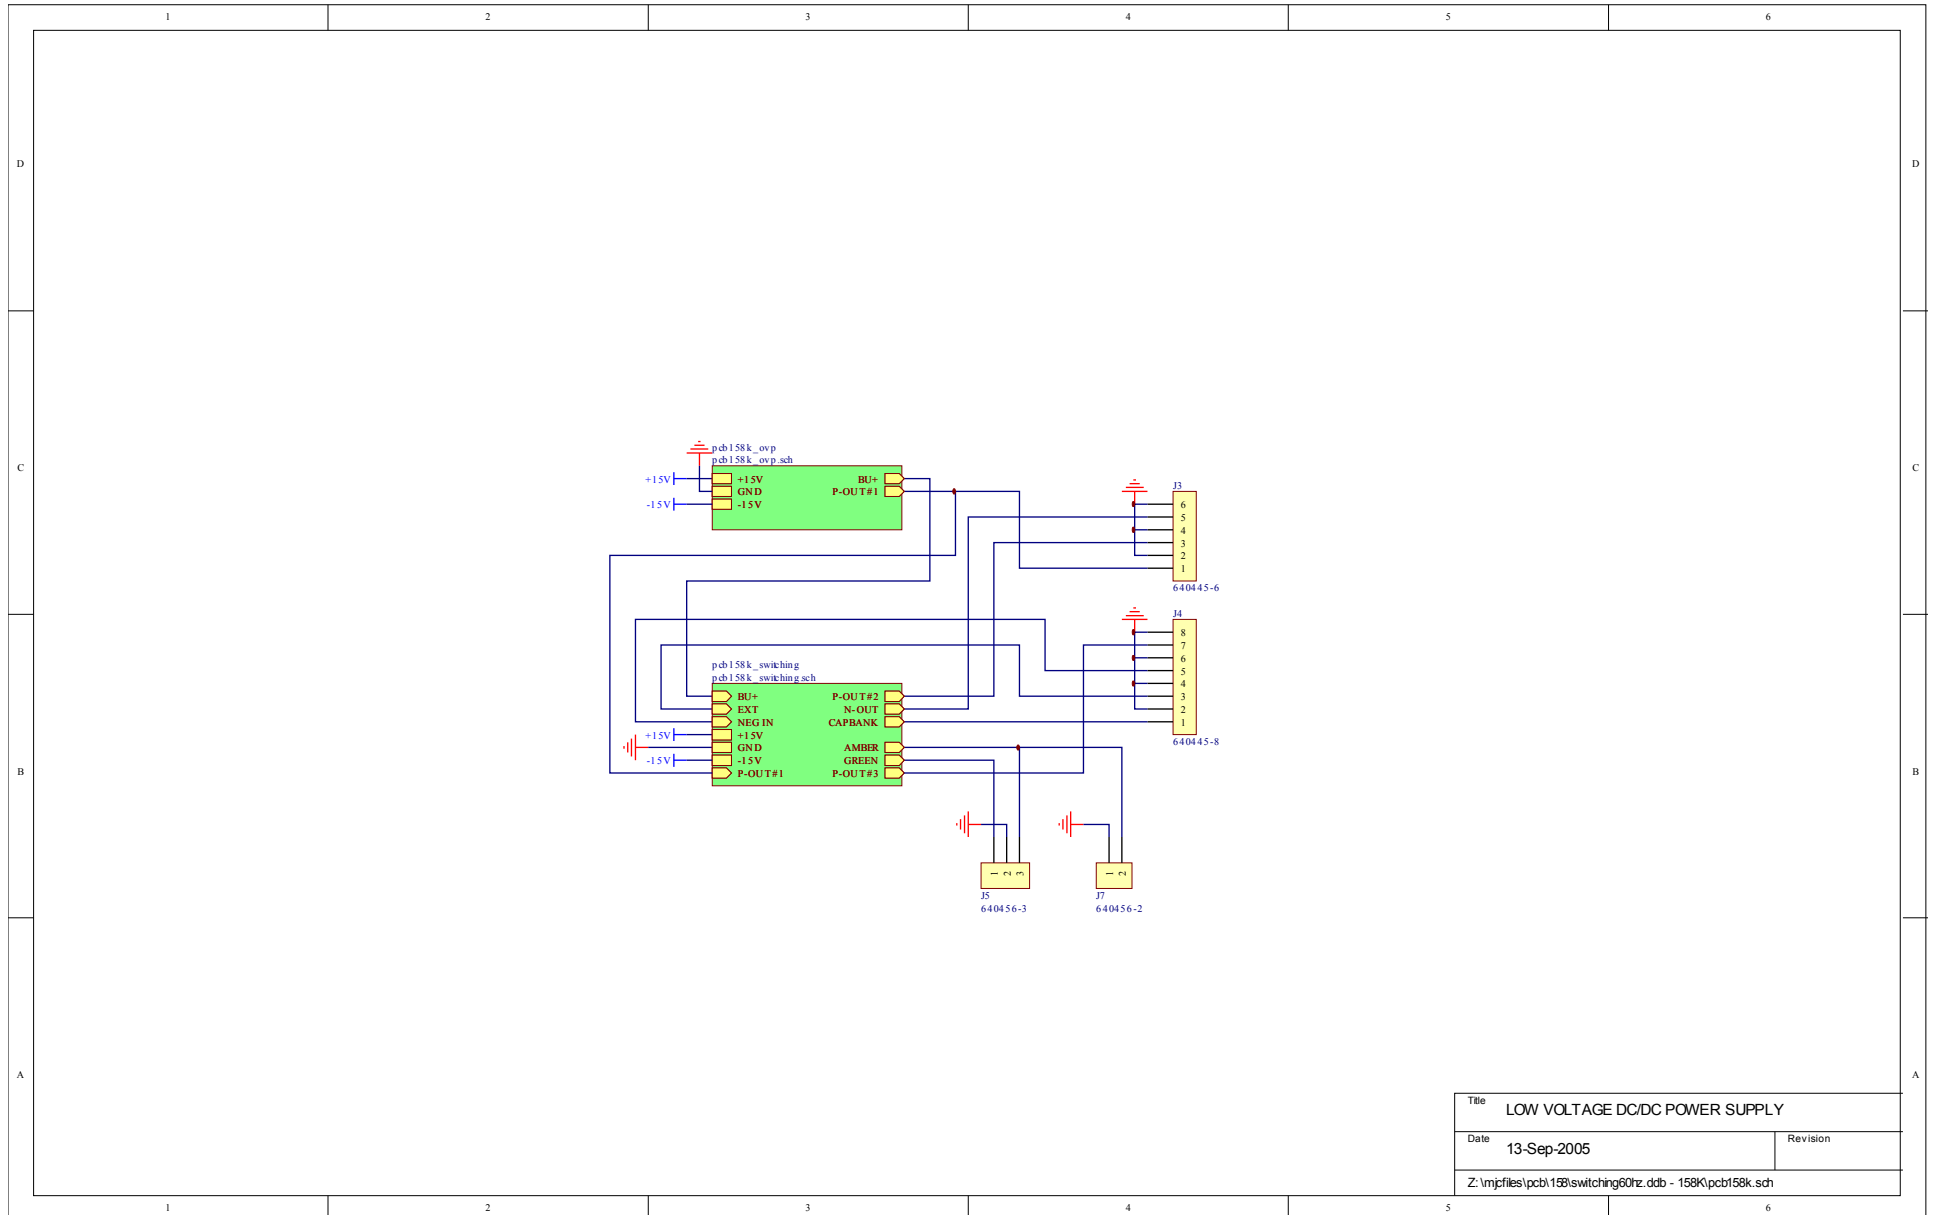 1 2 3 4 5 6
D D
C C
B B
A A
pcb158k_ovp
pcb158k_ovp.sch
+15V
-15V
+15V
GND
-15V
BU+
P-OUT#1
J3
6
5
4
3
2
1
640445-6
J4
8
7
6
5
4
3
2
1
640445-8
pcb158k_switching
pcb158k_switching.sch
+15V
-15V
BU+
EXT
NEG IN
+15V
GND
-15V
P-OUT#1
P-OUT#2
N-OUT
CAPBANK
AMBER
GREEN
P-OUT#3
1 2 3
J5
640456-3
1 2
J7
640456-2
Title
LOW VOLTAGE DC/DC POWER SUPPLY
Date
13-Sep-2005
Revision
Z:\mjcfiles\pcb\158\switching60hz.ddb - 158K\pcb158k.sch
1 2 3 4 5 6